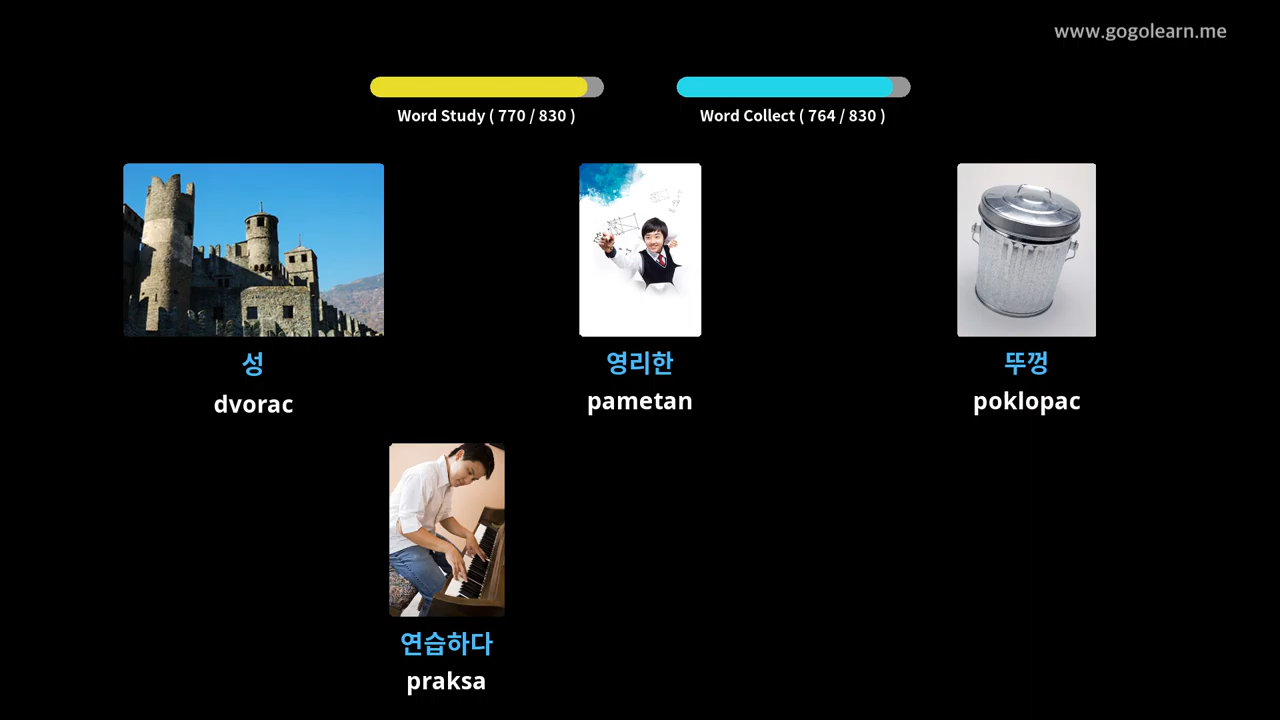 www.gogolearn.me
Word Study ( 770 / 830 )
Word Collect ( 764 / 830 )
성
영리한
뚜껑
dvorac
pametan
poklopac
연습하다
praksa